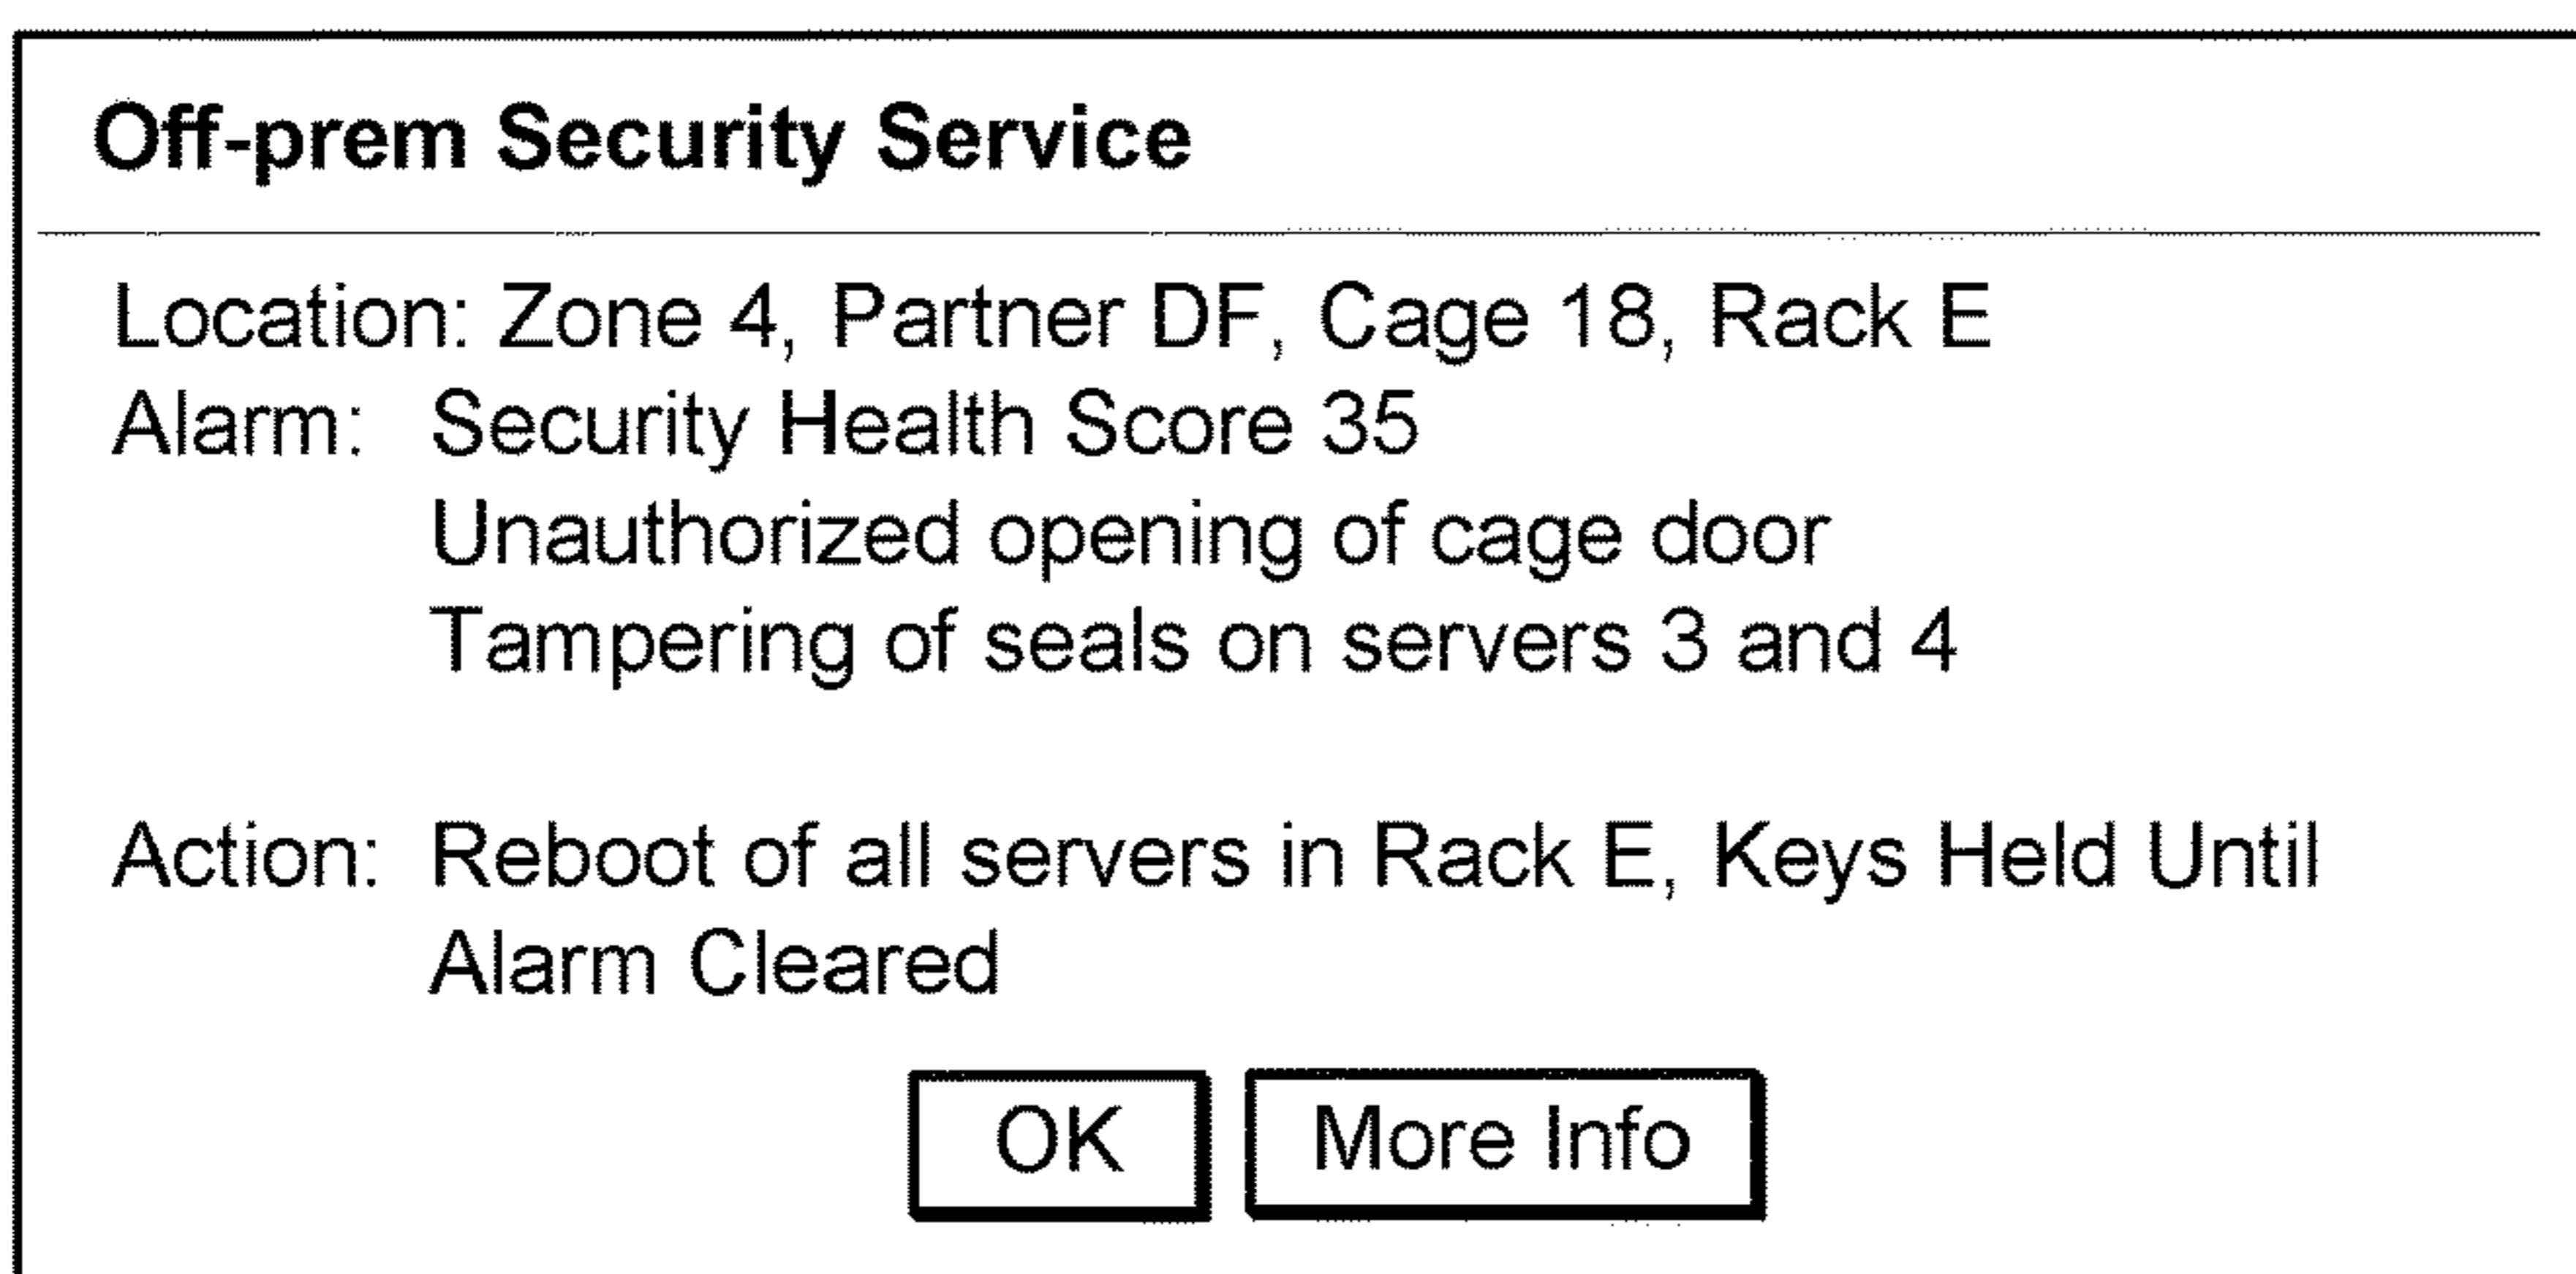 Off-prem Security Service
Location: Zone 4, Partner DF, Cage 18, Rack E
Alarm: Security Health Score 35
Unauthorized opening of cage door
Tampering of seals on servers 3 and 4
Action: Reboot of all servers in Rack E, Keys Held Until
Alarm Cleared
OK More Info